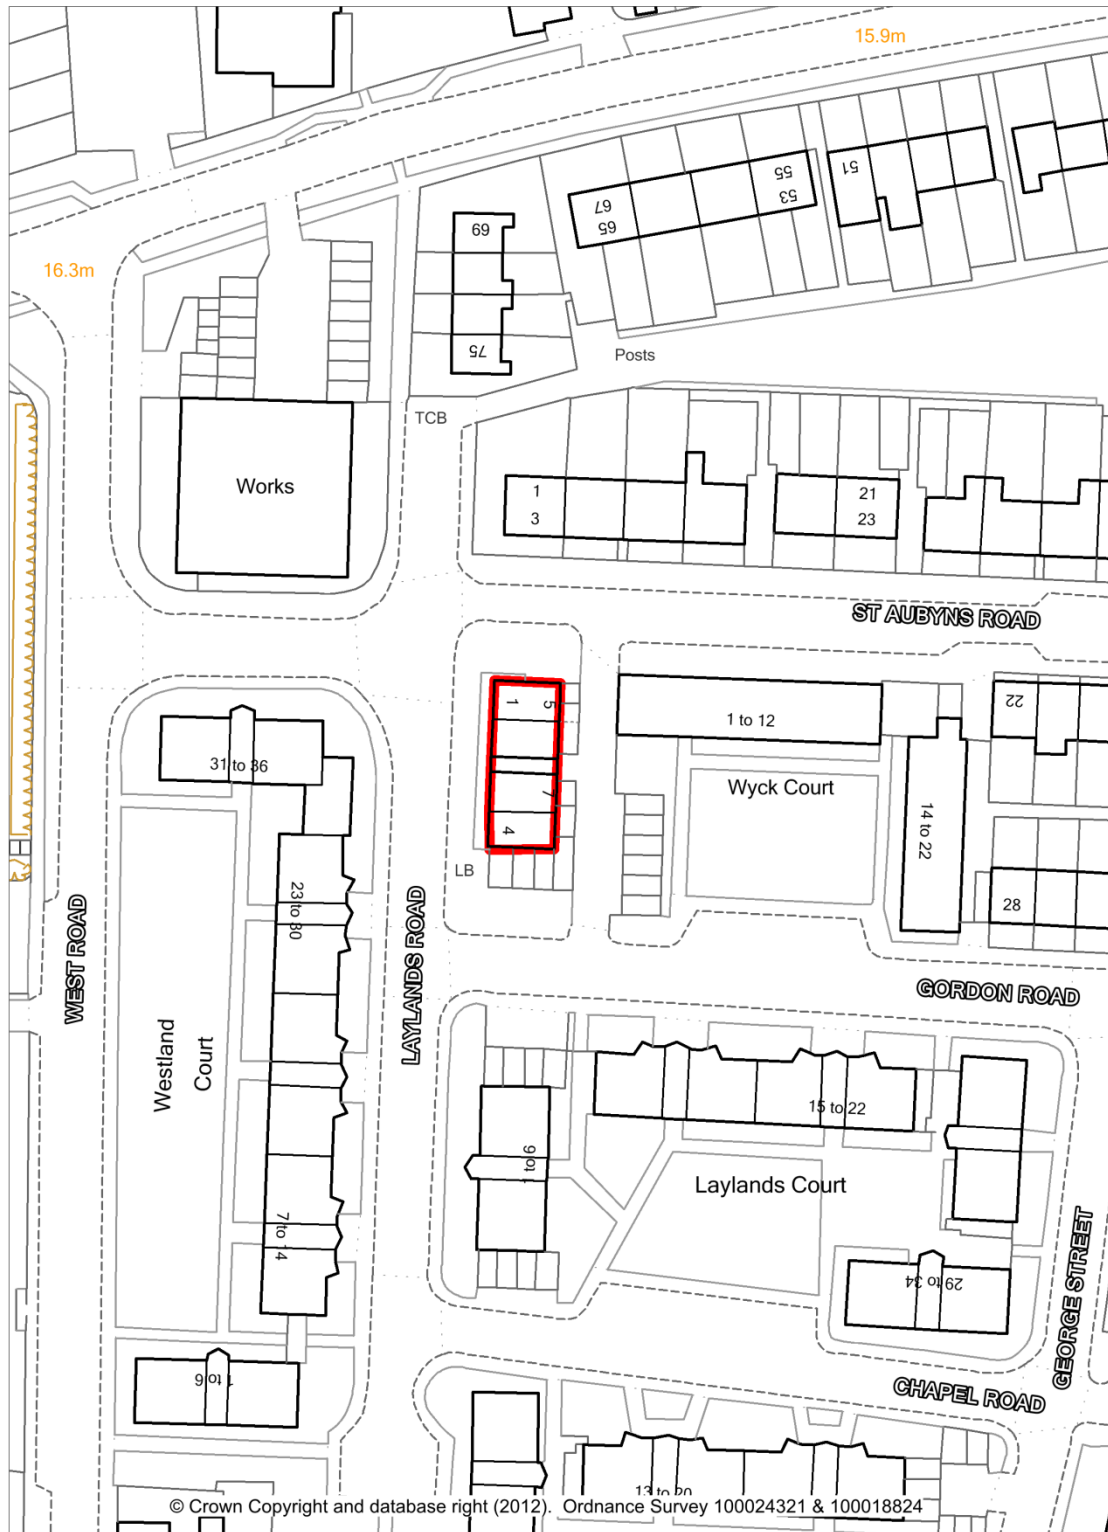 15.9m
16.3m
69
75
67
65
55
53
51
Posts
TCB
Works
1
3
21
23
ST AUBYNS ROAD
1
5
7
4
LB
1 to 12
Wyck Court
14 to 22
22
28
31 to 36
23 to 30
WEST ROAD
LAYLANDS ROAD
GORDON ROAD
Westland
Court
7 to 14
1 to 6
9 to 1
15 to 22
Laylands Court
29 to 34
GEORGE STREET
CHAPEL ROAD
13 to 20
© Crown Copyright and database right (2012). Ordnance Survey 100024321 & 100018824